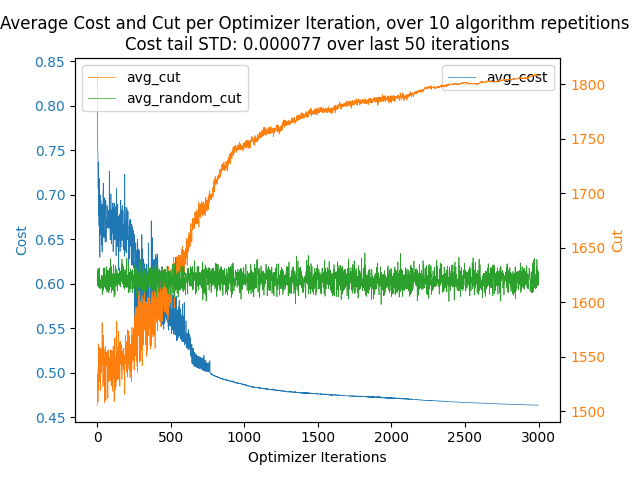 Average Cost and Cut per Optimizer Iteration, over 10 algorithm repetitions
Cost tail STD: 0.000077 over last 50 iterations
avg_cut
avg_random_cut
avg_cost
0.85
0.80
0.75
0.70
0.65
0.60
0.55
0.50
0.45
Cost
1800
1750
1700
1650
1600
1550
1500
Cut
0
500
1000
1500
2000
2500
3000
Optimizer Iterations